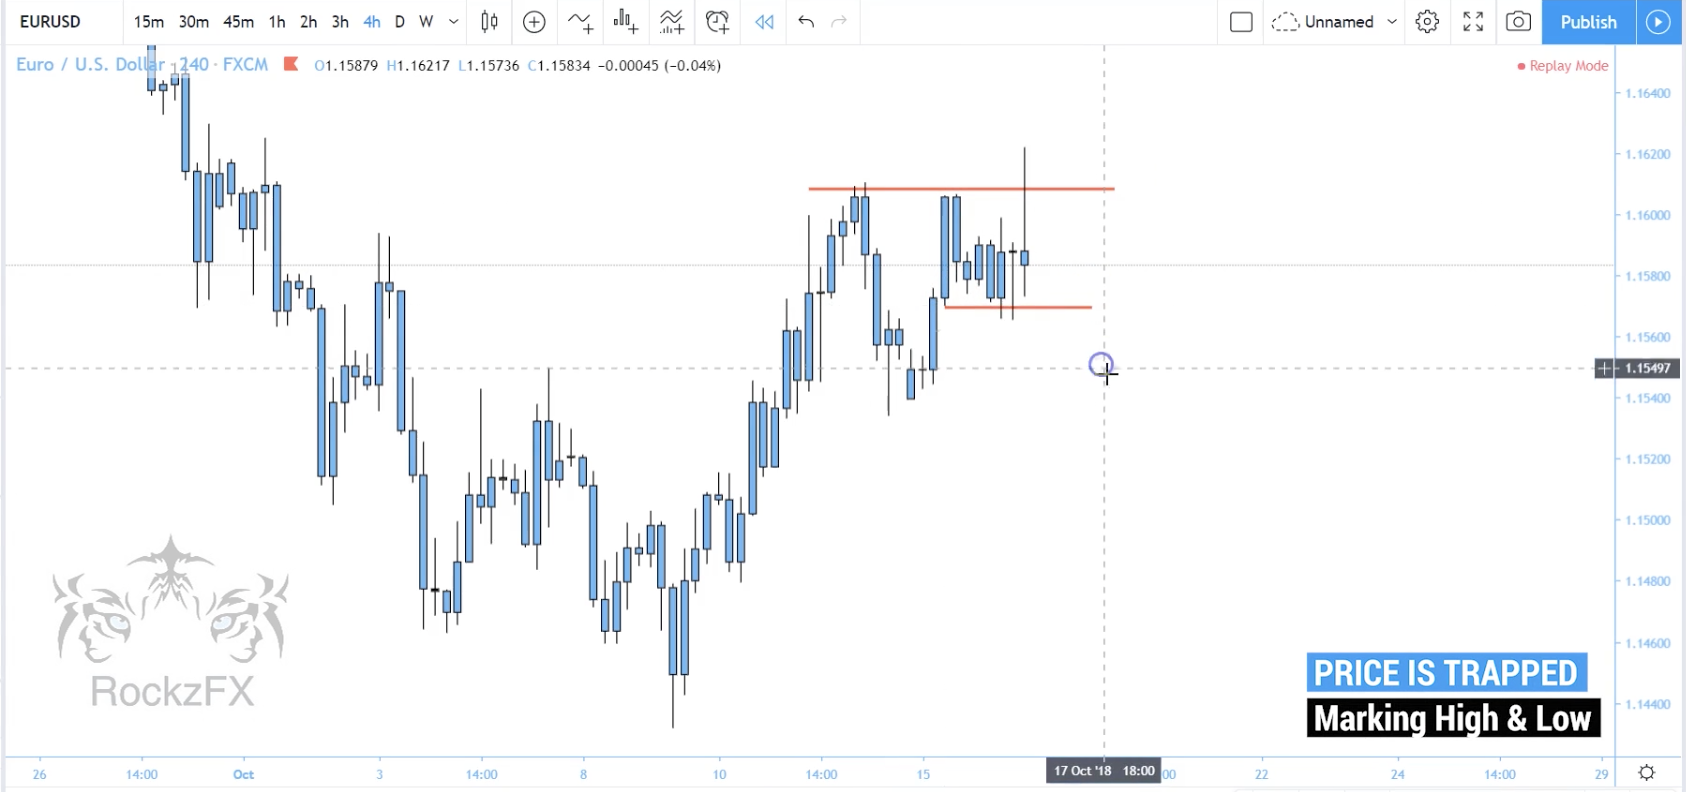 EURUSD 15m 30m 45m 1h 2h 3h 4h D W Unnamed Publish
Euro / U.S. Dollar · 240 · FXCM O1.15879 H1.16217 L1.15736 C1.15834 -0.00045 (-0.04%)
Replay Mode
1.16400
1.16200
1.16000
1.15800
1.15600
1.15497
1.15400
1.15200
1.15000
1.14800
1.14600
1.14400
RockzFX
PRICE IS TRAPPED
Marking High & Low
26 14:00 Oct 3 14:00 8 10 14:00 15 17 Oct '18 18:00 :00 22 24 14:00 29